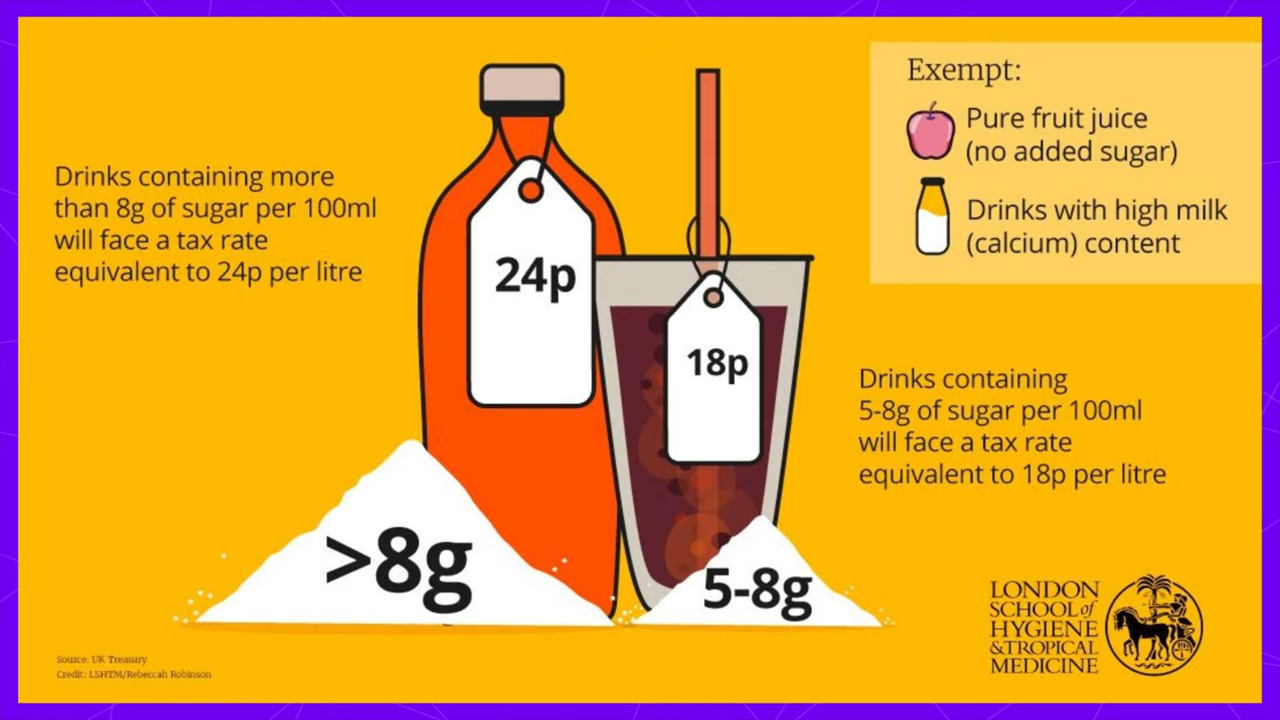 Drinks containing more
than 8g of sugar per 100ml
will face a tax rate
equivalent to 24p per litre
24p
18p
>8g
5-8g
Exempt:
Pure fruit juice
(no added sugar)
Drinks with high milk
(calcium) content
Drinks containing
5-8g of sugar per 100ml
will face a tax rate
equivalent to 18p per litre
Source: UK Treasury
Credit: LSHTM/Rebeccah Robinson
LONDON
SCHOOL of
HYGIENE
& TROPICAL
MEDICINE